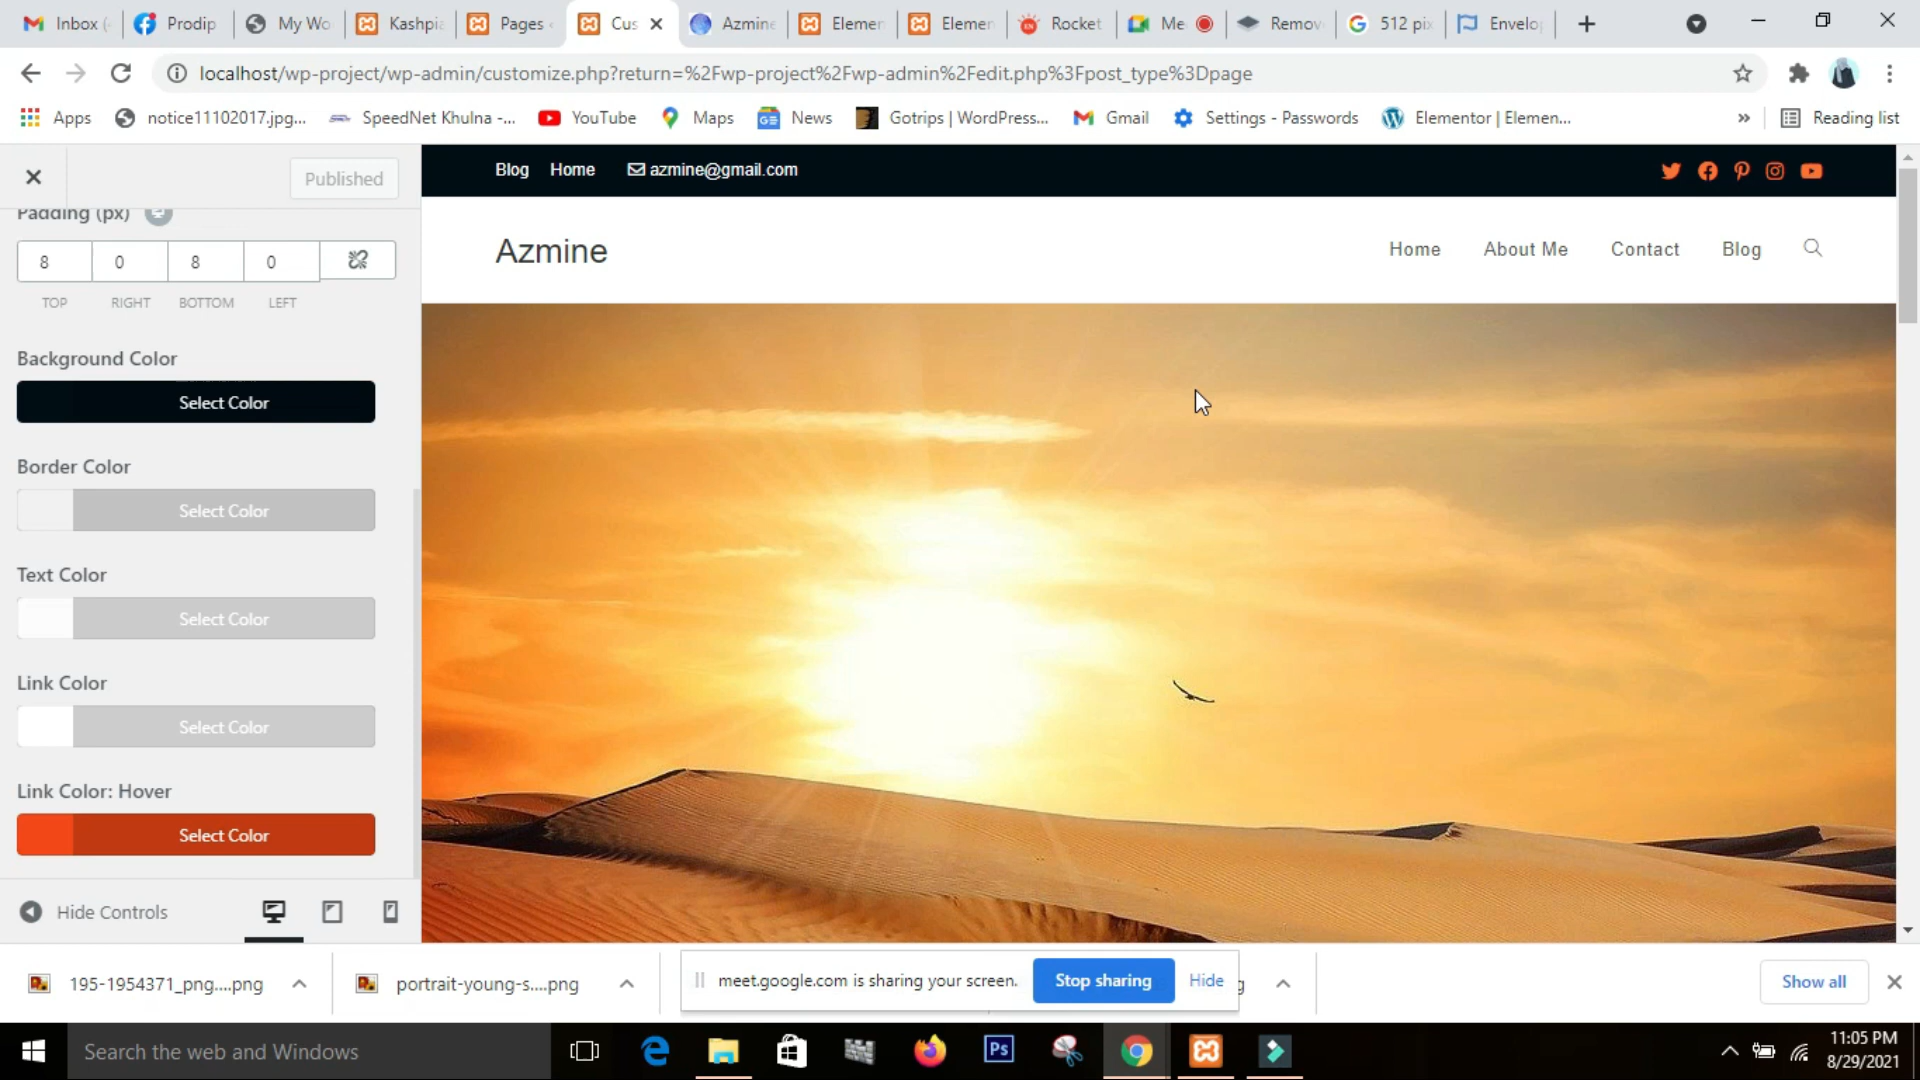 Inbox (
Prodip
My Wo
Kashpia
Pages
Cus
Azmine
Elemen
Elemen
Rocket
Me
Remov
512 pix
Envelop
localhost/wp-project/wp-admin/customize.php?return=%2Fwp-project%2Fwp-admin%2Fedit.php%3Fpost_type%3Dpage
Apps
notice11102017.jpg...
SpeedNet Khulna -...
YouTube
Maps
News
Gotrips | WordPress...
Gmail
Settings - Passwords
Elementor | Elemen...
»
Reading list
Published
Padding (px)
8
0
8
0
TOP
RIGHT
BOTTOM
LEFT
Background Color
Select Color
Border Color
Select Color
Text Color
Select Color
Link Color
Select Color
Link Color: Hover
Select Color
Hide Controls
Blog
Home
azmine@gmail.com
Azmine
Home
About Me
Contact
Blog
195-1954371_png....png
portrait-young-s....png
meet.google.com is sharing your screen.
Stop sharing
Hide
Show all
Search the web and Windows
Ps
11:05 PM
8/29/2021